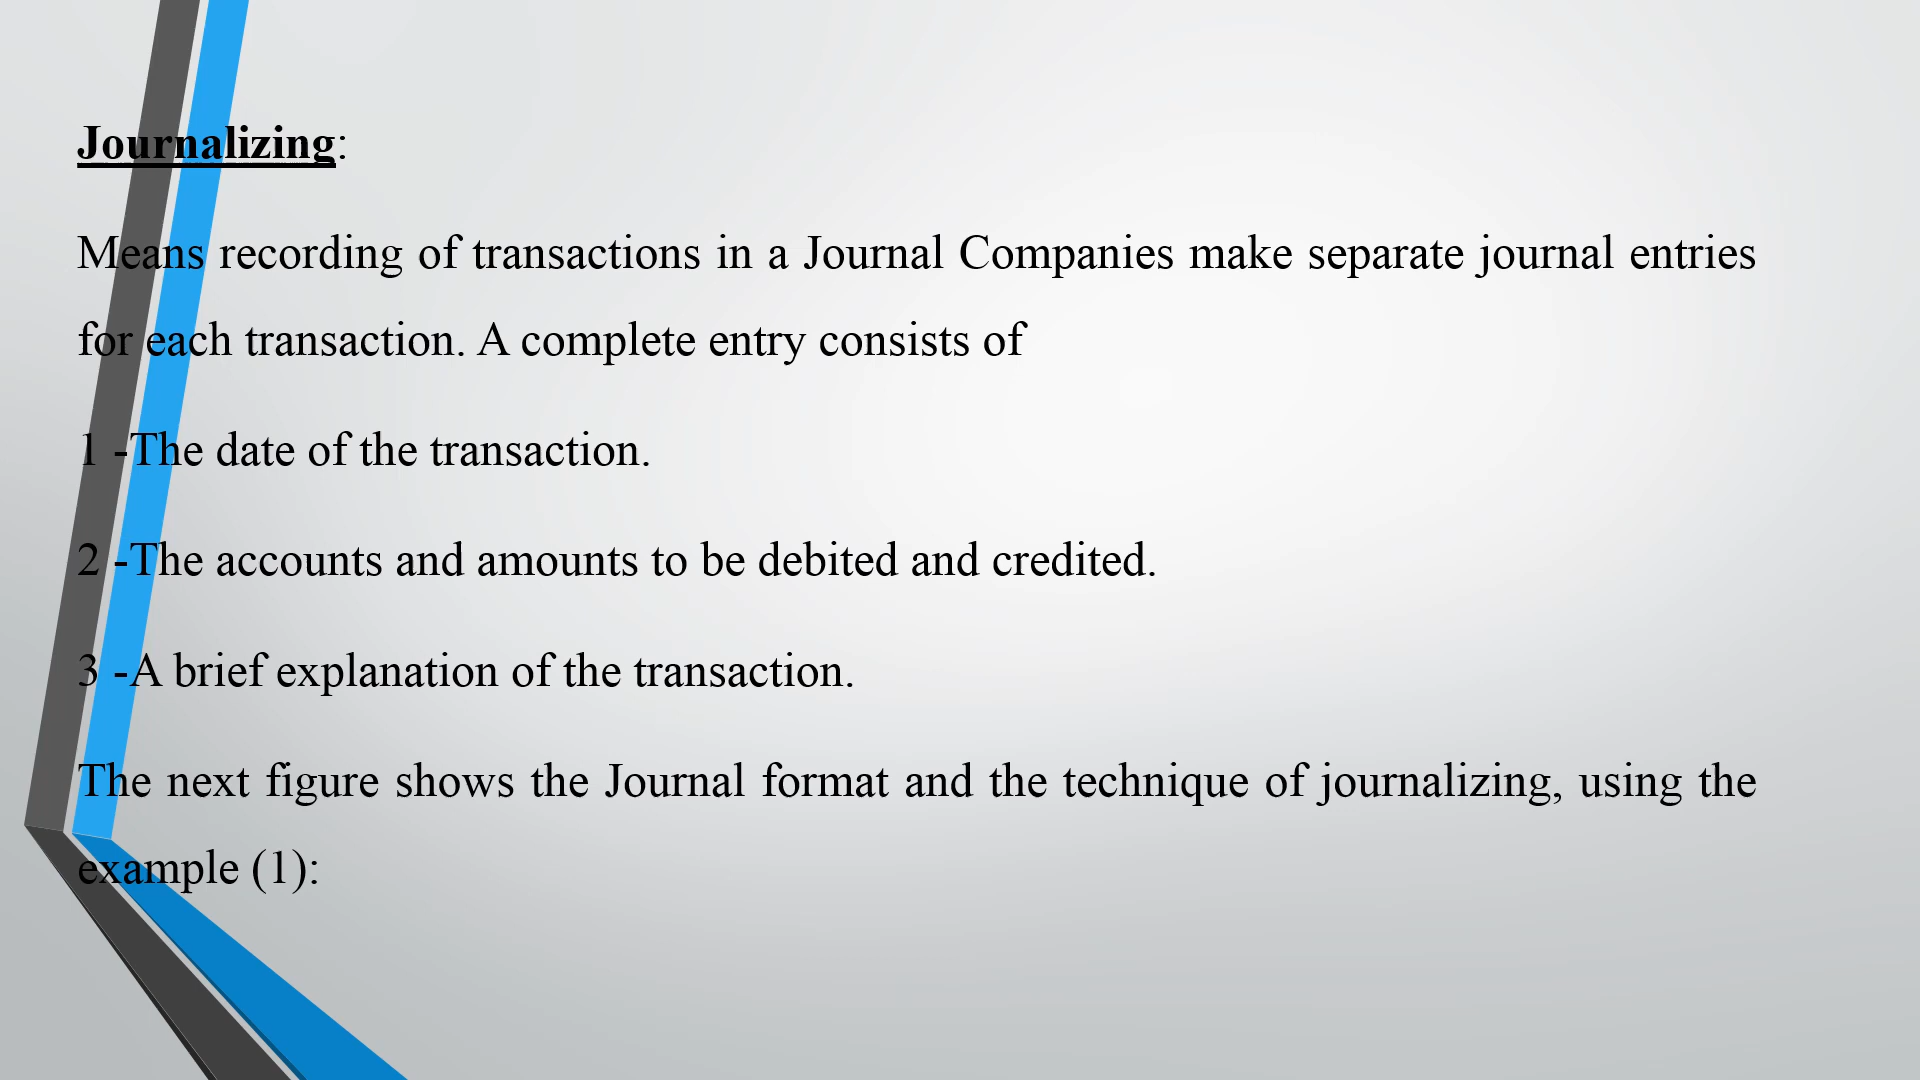 Journalizing:
Means recording of transactions in a Journal Companies make separate journal entries
for each transaction. A complete entry consists of
1 -The date of the transaction.
2 -The accounts and amounts to be debited and credited.
3 -A brief explanation of the transaction.
The next figure shows the Journal format and the technique of journalizing, using the
example (1):